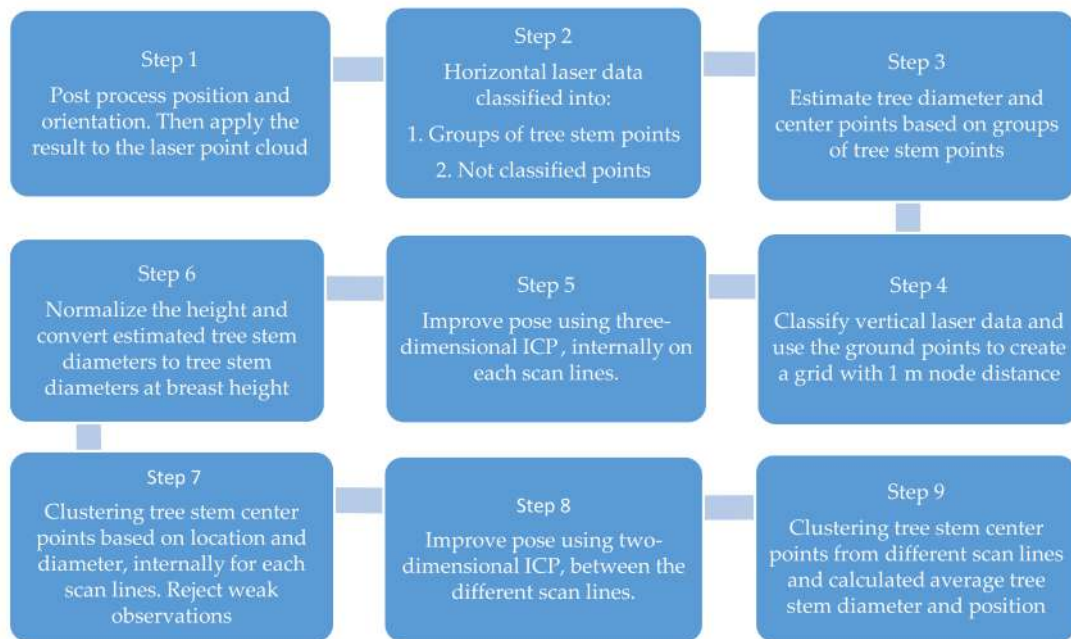 Step 1
Post process position and
orientation. Then apply the
result to the laser point cloud
Step 2
Horizontal laser data
classified into:
1. Groups of tree stem points
2. Not classified points
Step 3
Estimate tree diameter and
center points based on groups
of tree stem points
Step 4
Classify vertical laser data and
use the ground points to create
a grid with 1 m node distance
Step 5
Improve pose using three-
dimensional ICP , internally on
each scan lines.
Step 6
Normalize the height and
convert estimated tree stem
diameters to tree stem
diameters at breast height
Step 7
Clustering tree stem center
points based on location and
diameter, internally for each
scan lines. Reject weak
observations
Step 8
Improve pose using two-
dimensional ICP, between the
different scan lines.
Step 9
Clustering tree stem center
points from different scan lines
and calculated average tree
stem diameter and position